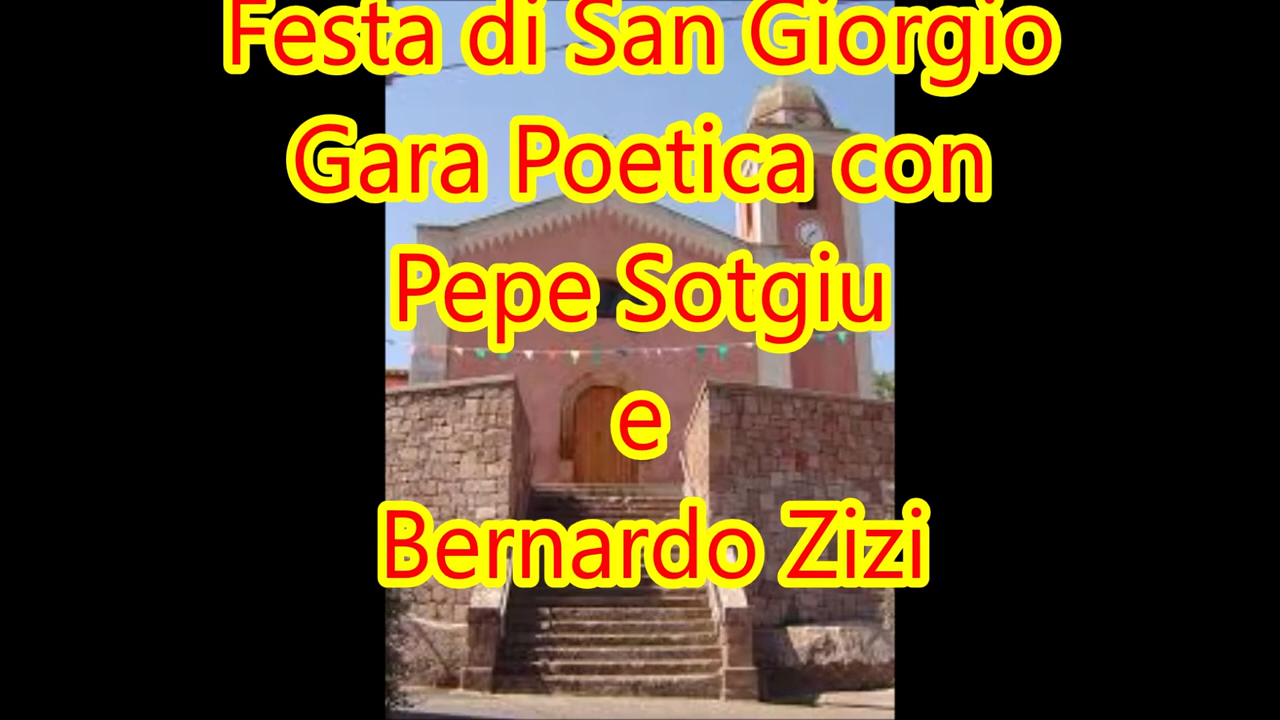 Festa di San Giorgio
Gara Poetica con
Pepe Sotgiu
e
Bernardo Zizi